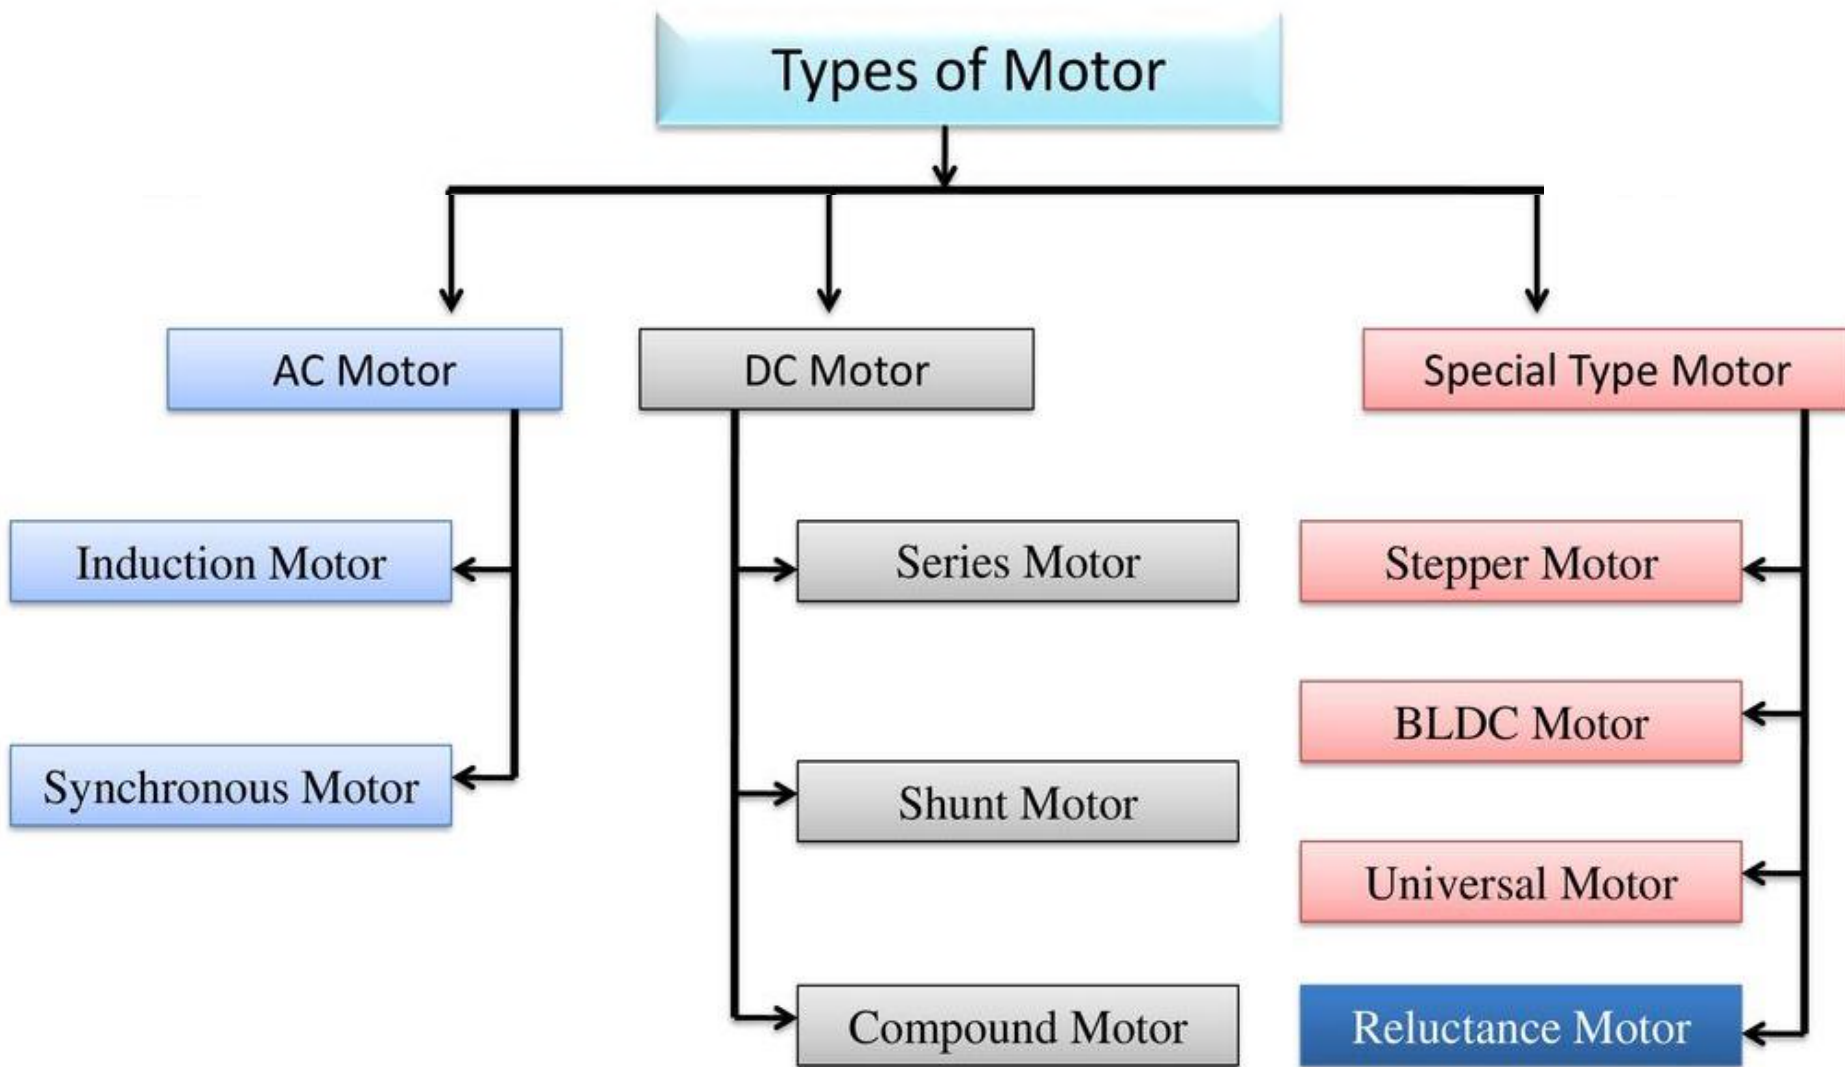 Types of Motor
AC Motor
DC Motor
Special Type Motor
Induction Motor
Series Motor
Stepper Motor
BLDC Motor
Synchronous Motor
Shunt Motor
Universal Motor
Compound Motor
Reluctance Motor